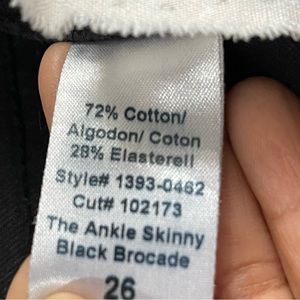 72% Cotton/
Algodon/ Coton
28% Elasterell
Style# 1393-0462
Cut# 102173
The Ankle Skinny
Black Brocade
26